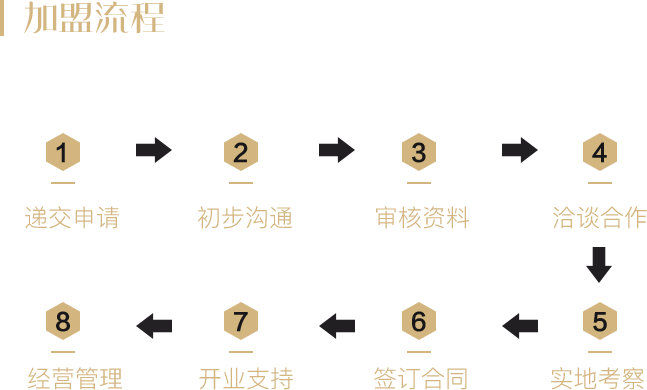 加盟流程
1 2 3 4
递交申请 初步沟通 审核资料 洽谈合作
8 7 6 5
经营管理 开业支持 签订合同 实地考察